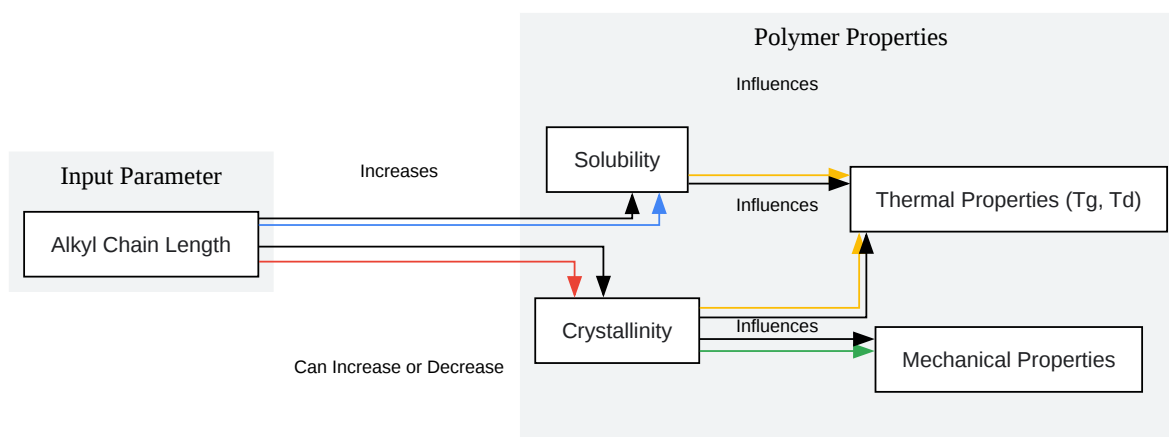 Polymer Properties
Influences
Solubility
Increases
Input Parameter
Thermal Properties (Tg, Td)
Influences
Alkyl Chain Length
Crystallinity
Influences
Mechanical Properties
Can Increase or Decrease